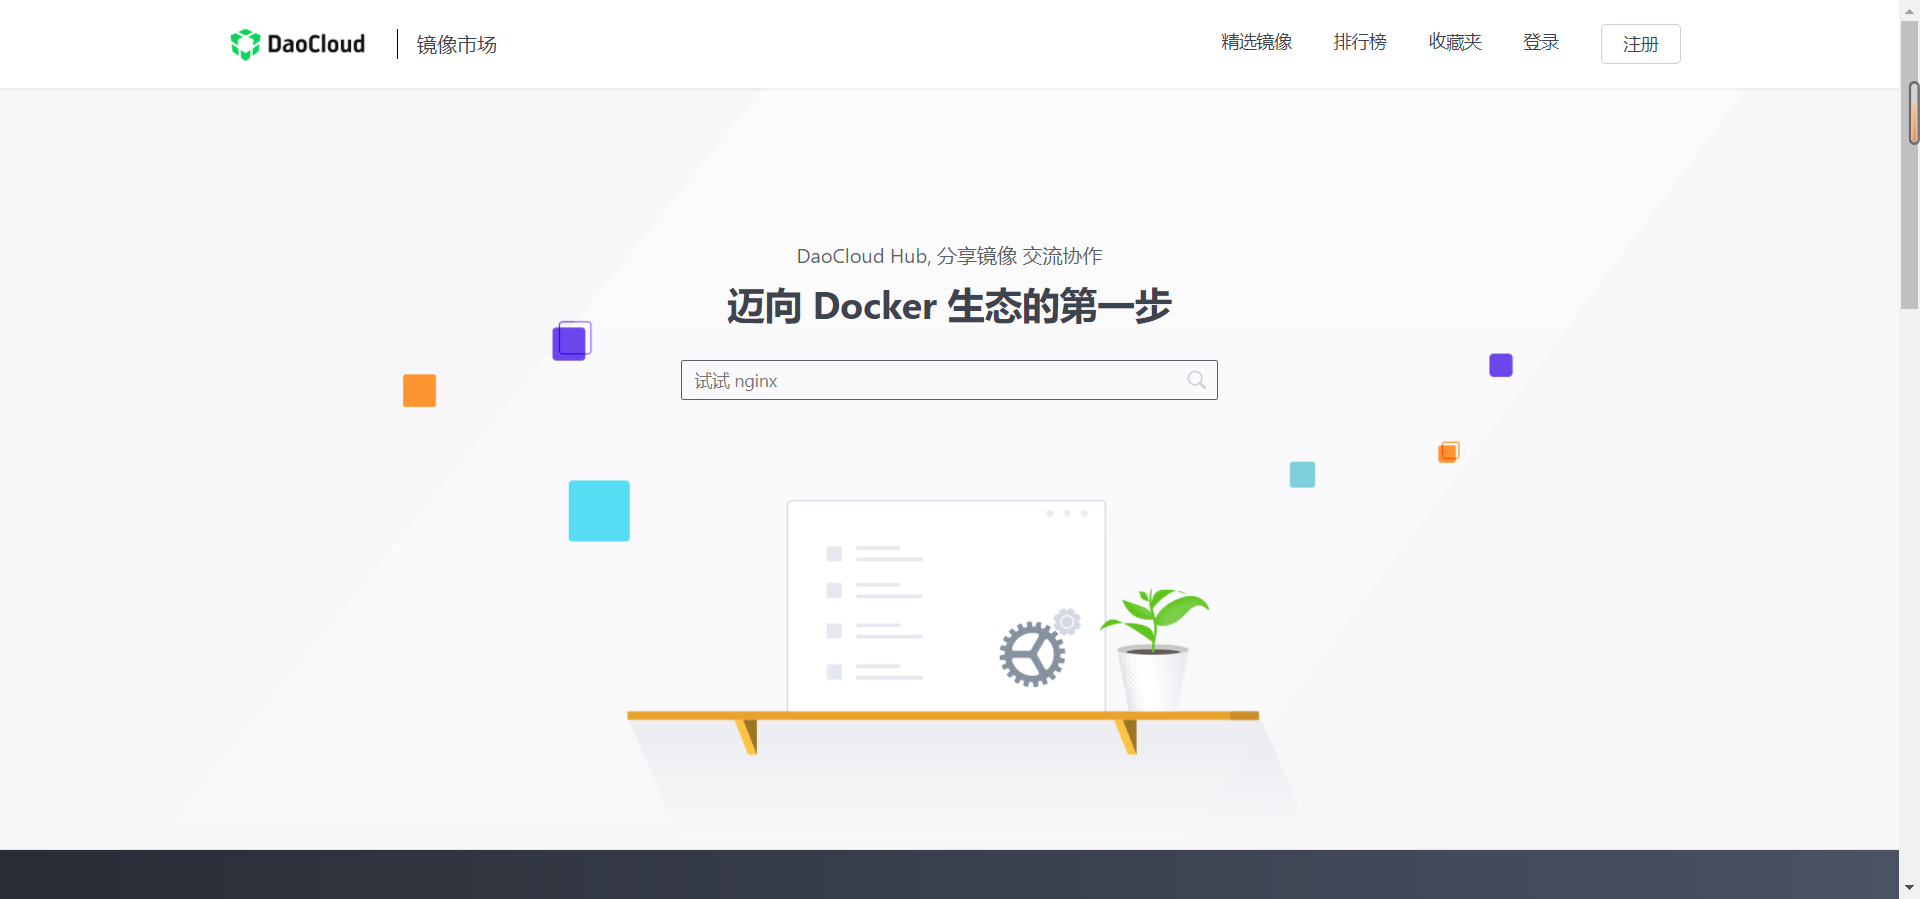 DaoCloud 镜像市场 精选镜像 排行榜 收藏夹 登录 注册
DaoCloud Hub, 分享镜像 交流协作
迈向 Docker 生态的第一步
试试 nginx